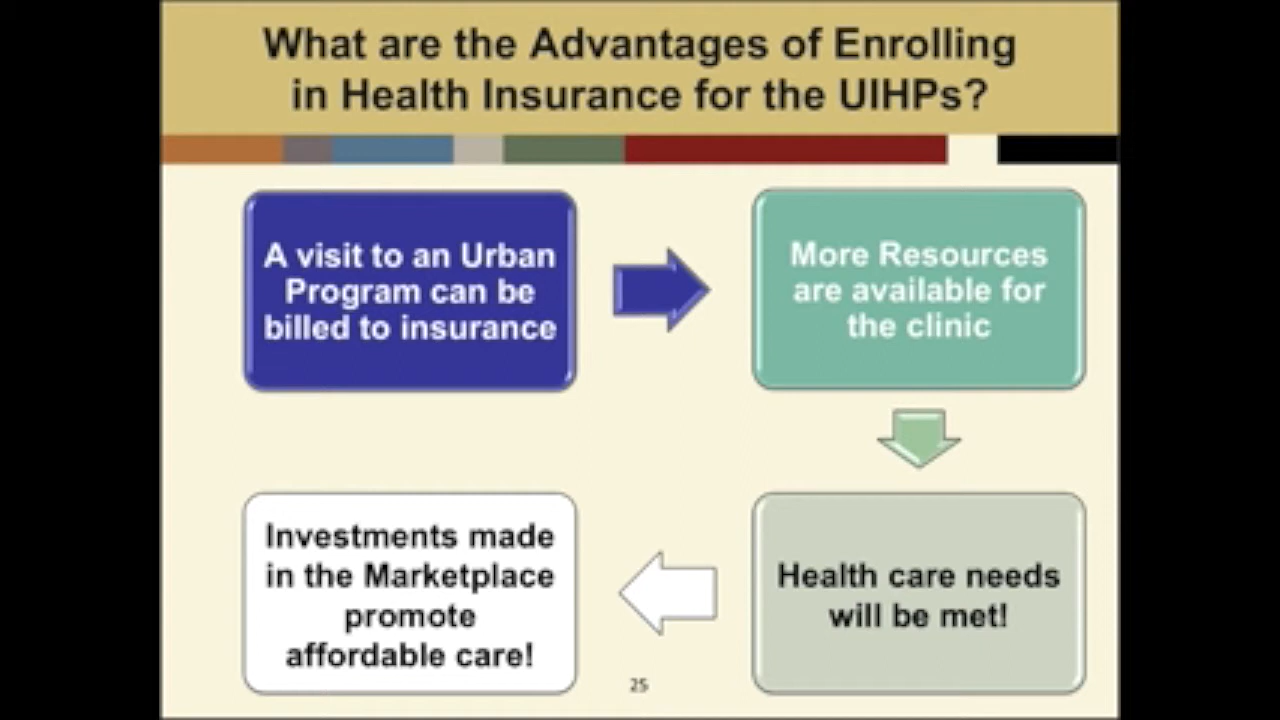 What are the Advantages of Enrolling
in Health Insurance for the UIHPs?
A visit to an Urban
Program can be
billed to insurance
More Resources
are available for
the clinic
Health care needs
will be met!
Investments made
in the Marketplace
promote
affordable care!
25